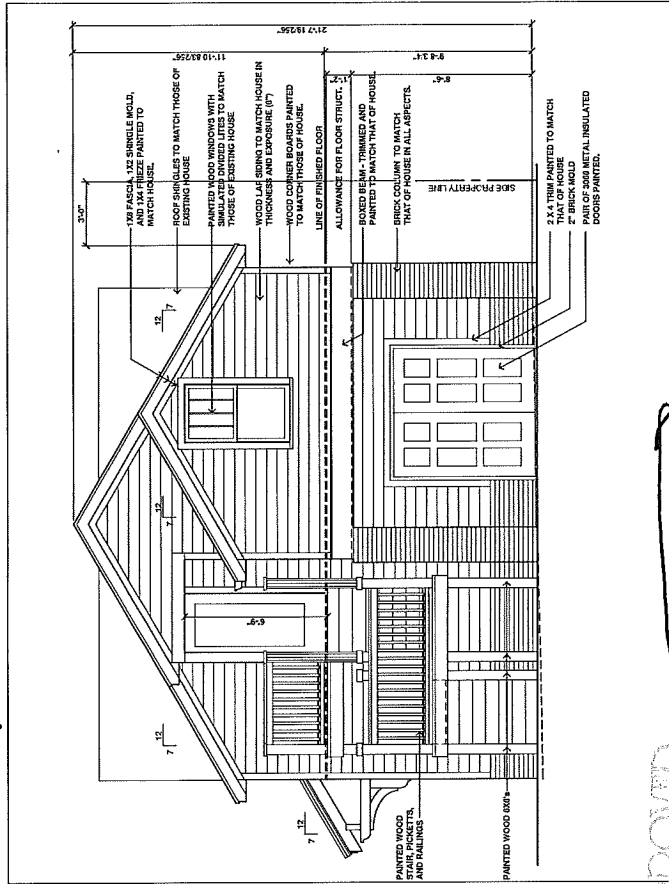 21'-7 19/256"
11'-10 83/256"
9'-8 3/4"
1'-2"
8'-6"
3'-0"
1X8 FASCIA, 1X2 SHINGLE MOLD,
AND 1X4 FRIEZE PAINTED TO
MATCH HOUSE.
ROOF SHINGLES TO MATCH THOSE OF
EXISTING HOUSE
PAINTED WOOD WINDOWS WITH
SIMULATED DIVIDED LITES TO MATCH
THOSE OF EXISTING HOUSE
WOOD LAP SIDING TO MATCH HOUSE IN
THICKNESS AND EXPOSURE (6")
WOOD CORNER BOARDS PAINTED
TO MATCH THOSE OF HOUSE.
LINE OF FINISHED FLOOR
ALLOWANCE FOR FLOOR STRUCT.
BOXED BEAM - TRIMMED AND
PAINTED TO MATCH THAT OF HOUSE.
BRICK COLUMN TO MATCH
THAT OF HOUSE IN ALL ASPECTS.
SIDE PROPERTY LINE
2 X 4 TRIM PAINTED TO MATCH
THAT OF HOUSE
2" BRICK MOLD
PAIR OF 3068 METAL INSULATED
DOORS PAINTED.
12
7
12
7
12
7
12
7
6'-9"
PAINTED WOOD
STAIR, PICKETTS,
AND RAILINGS
PAINTED WOOD 6X6's